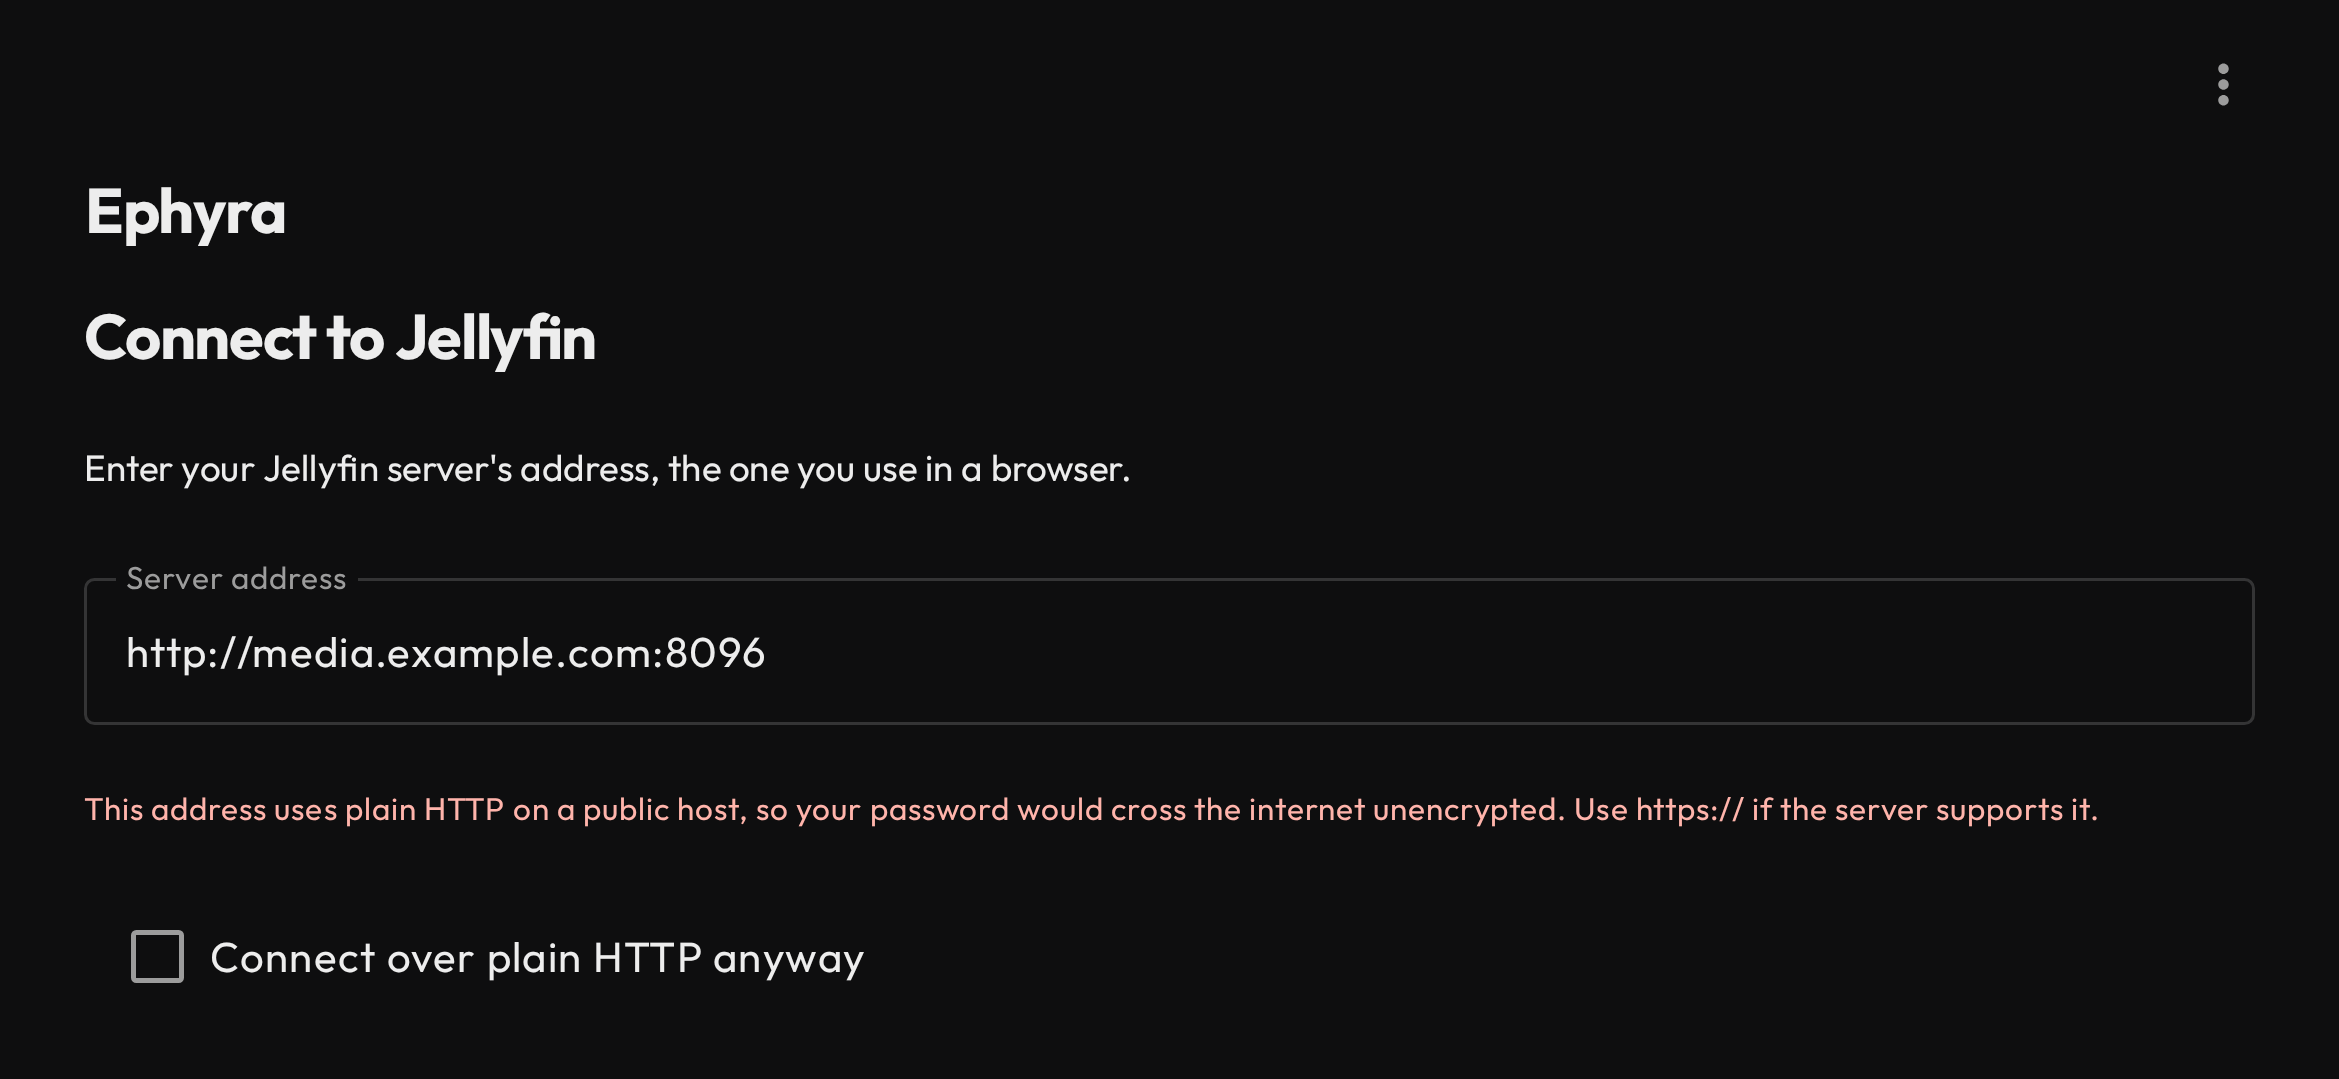 Ephyra
Connect to Jellyfin
Enter your Jellyfin server's address, the one you use in a browser.
Server address
http://media.example.com:8096
This address uses plain HTTP on a public host, so your password would cross the internet unencrypted. Use https:// if the server supports it.
Connect over plain HTTP anyway